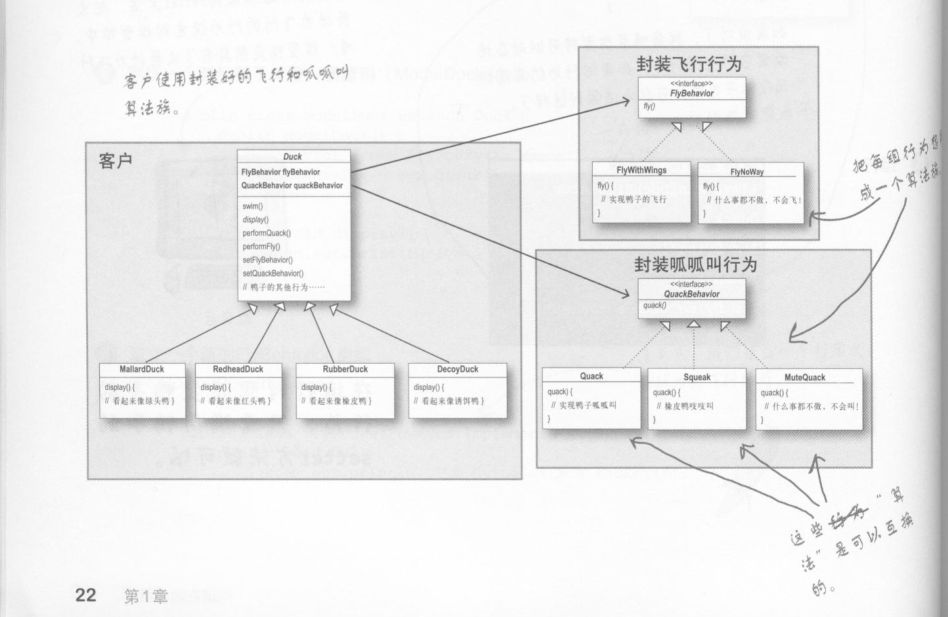 客户使用封装好的飞行和呱呱叫
算法族。
客户
Duck
FlyBehavior flyBehavior
QuackBehavior quackBehavior
swim()
display()
performQuack()
performFly()
setFlyBehavior()
setQuackBehavior()
// 鸭子的其他行为……
MallardDuck
display() {
// 看起来像绿头鸭 }
RedheadDuck
display() {
// 看起来像红头鸭 }
RubberDuck
display() {
// 看起来像橡皮鸭 }
DecoyDuck
display() {
// 看起来像诱饵鸭 }
封装飞行行为
<<interface>>
FlyBehavior
fly()
FlyWithWings
fly() {
// 实现鸭子的飞行
}
FlyNoWay
fly() {
// 什么事都不做,不会飞!
}
把每组行为
成一个算法族
封装呱呱叫行为
<<interface>>
QuackBehavior
quack()
Quack
quack() {
// 实现鸭子呱呱叫
}
Squeak
quack() {
// 橡皮鸭吱吱叫
}
MuteQuack
quack() {
// 什么事都不做,不会叫!
}
这些 行为 “算
法”是可以互换
的。
22 第1章